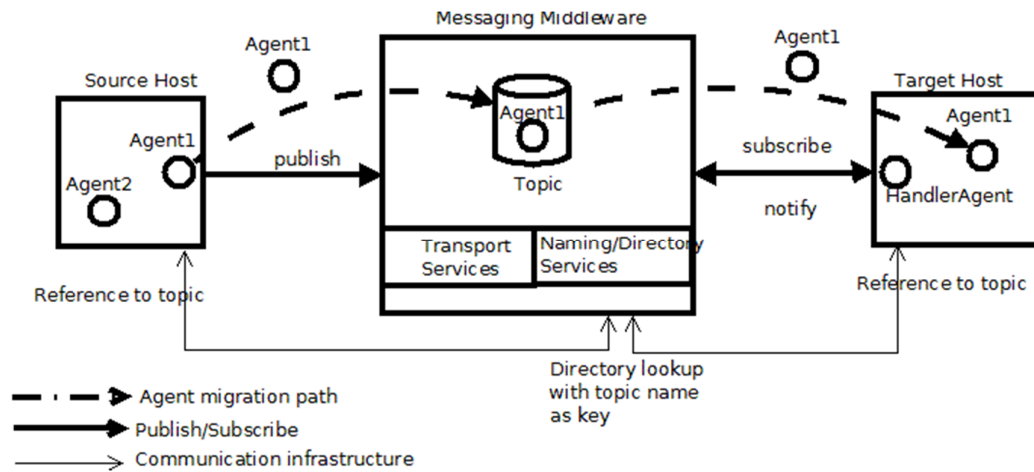 Messaging Middleware
Agent1
Agent1
Source Host
Target Host
Agent1
Agent1
Agent1
publish
subscribe
Agent2
Topic
HandlerAgent
notify
Transport
Services
Naming/Directory
Services
Reference to topic
Reference to topic
Directory lookup
with topic name
as key
Agent migration path
Publish/Subscribe
Communication infrastructure